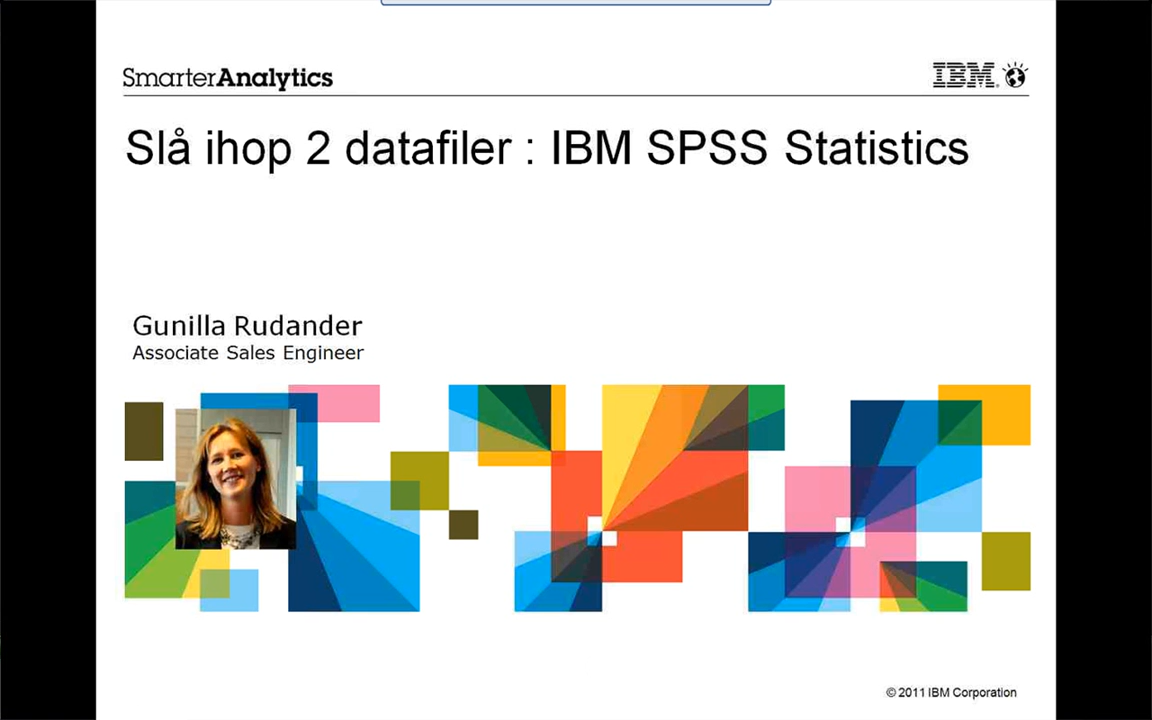 SmarterAnalytics
IBM
Slå ihop 2 datafiler : IBM SPSS Statistics
Gunilla Rudander
Associate Sales Engineer
© 2011 IBM Corporation